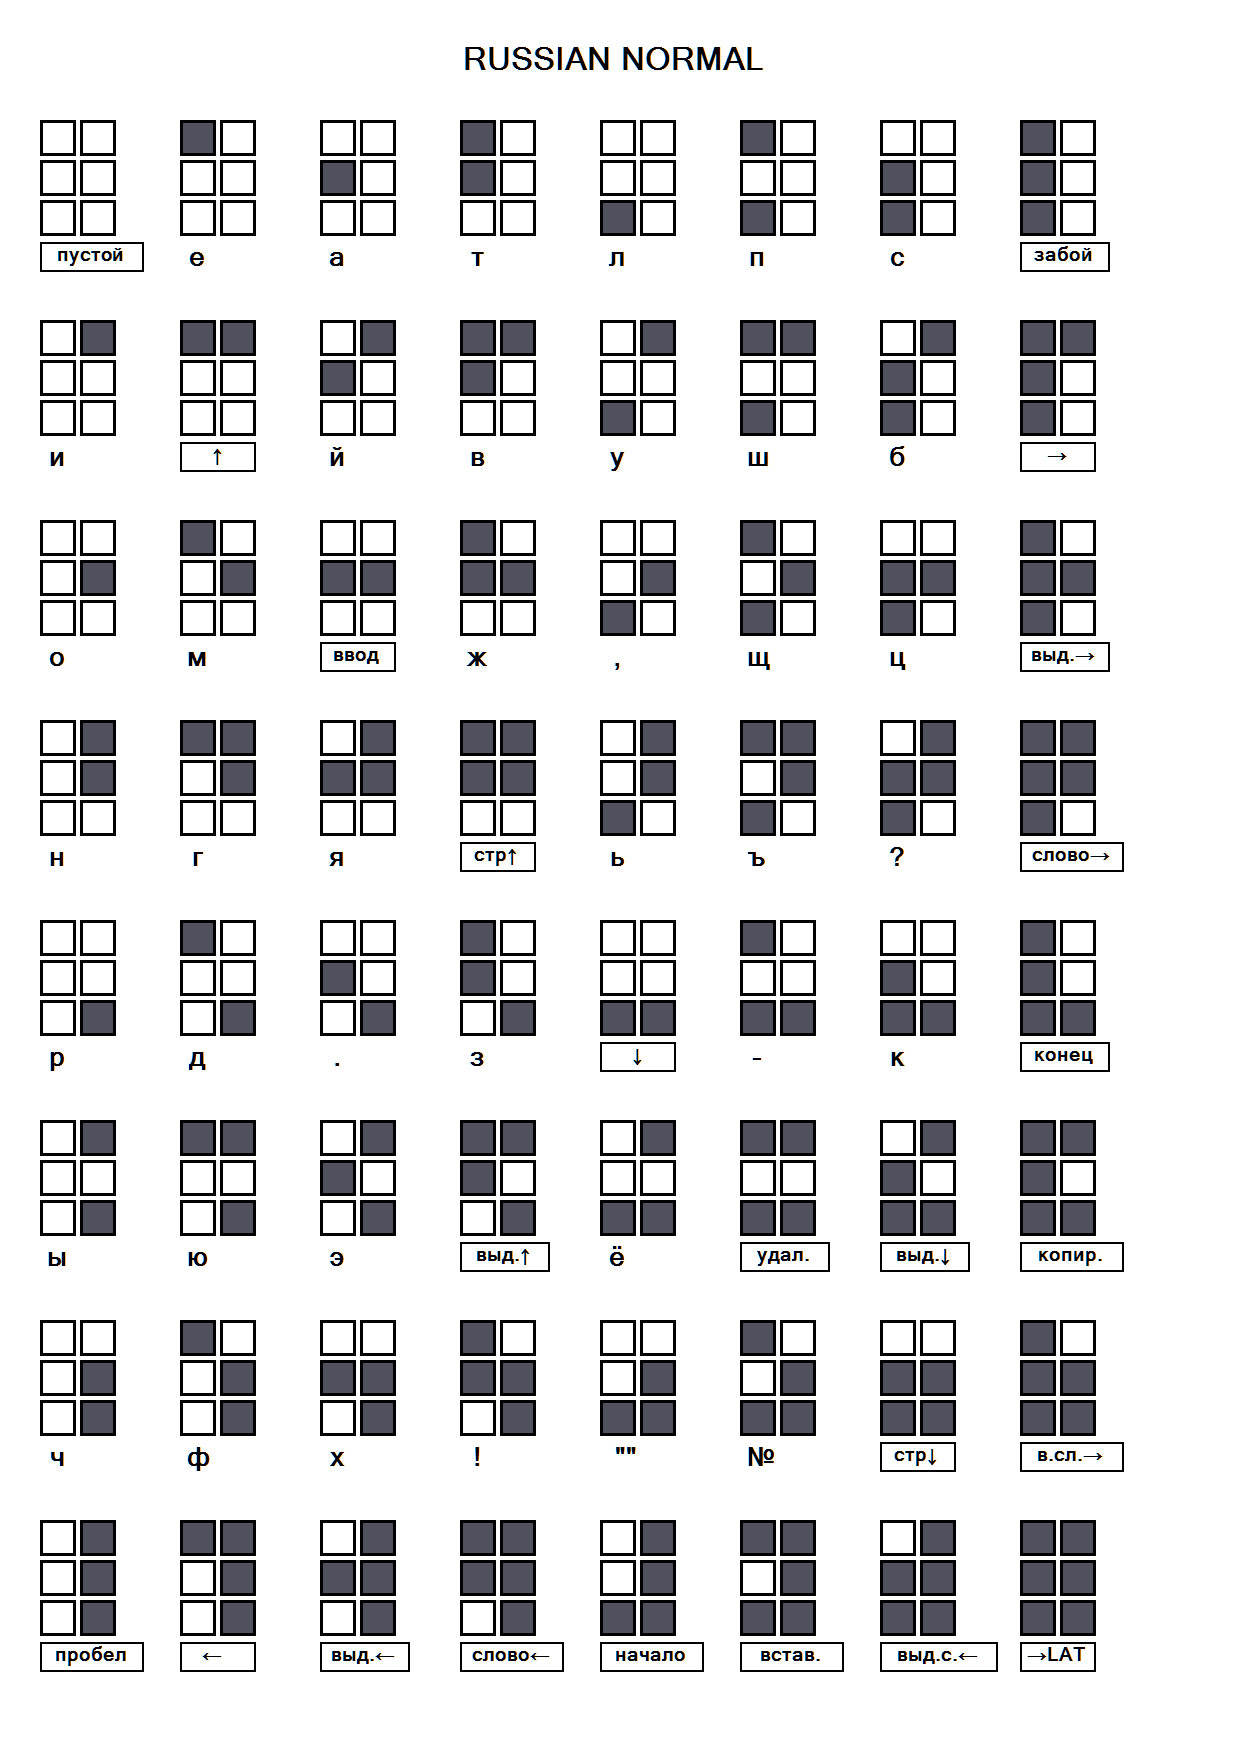 RUSSIAN NORMAL
пустой е а т л п с забой
и ↑ й в у ш б →
о м ввод ж , щ ц выд.→
н г я стр↑ ь ъ ? слово→
р д . з ↓ - к конец
ы ю э выд.↑ ё удал. выд.↓ копир.
ч ф х ! "" № стр↓ в.сл.→
пробел ← выд.← слово← начало встав. выд.с.← →LAT